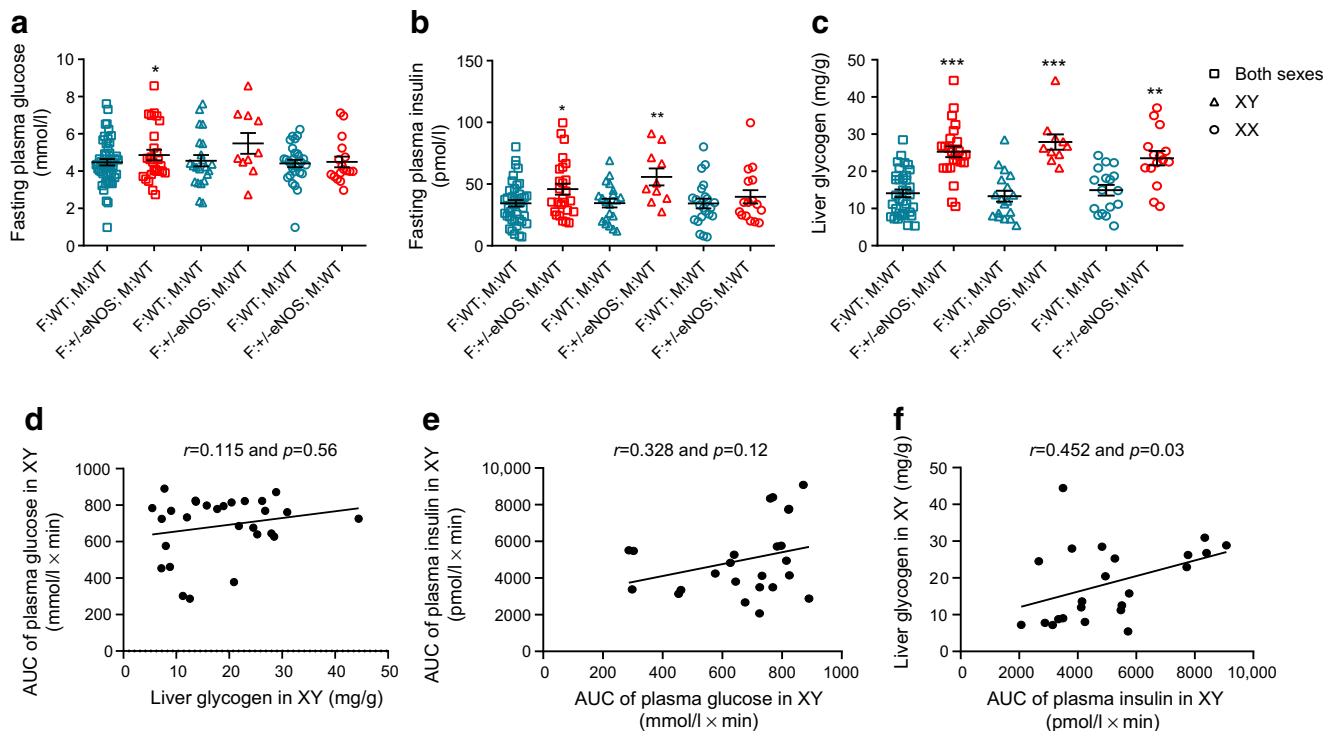 a
Fasting plasma glucose
(mmol/l)
10
8
6
4
2
0
*
F:WT; M:WT
F:+/-eNOS; M:WT
F:WT; M:WT
F:+/-eNOS; M:WT
F:WT; M:WT
F:+/-eNOS; M:WT
b
Fasting plasma insulin
(pmol/l)
150
100
50
0
*
**
F:WT; M:WT
F:+/-eNOS; M:WT
F:WT; M:WT
F:+/-eNOS; M:WT
F:WT; M:WT
F:+/-eNOS; M:WT
c
Liver glycogen (mg/g)
50
40
30
20
10
0
***
***
**
F:WT; M:WT
F:+/-eNOS; M:WT
F:WT; M:WT
F:+/-eNOS; M:WT
F:WT; M:WT
F:+/-eNOS; M:WT
Both sexes
XY
XX
d
r=0.115 and p=0.56
AUC of plasma glucose in XY
(mmol/l × min)
1000
800
600
400
200
0
0 10 20 30 40 50
Liver glycogen in XY (mg/g)
e
r=0.328 and p=0.12
AUC of plasma insulin in XY
(pmol/l × min)
10,000
8000
6000
4000
2000
0
0 200 400 600 800 1000
AUC of plasma glucose in XY
(mmol/l × min)
f
r=0.452 and p=0.03
Liver glycogen in XY (mg/g)
50
40
30
20
10
0
0 2000 4000 6000 8000 10,000
AUC of plasma insulin in XY
(pmol/l × min)